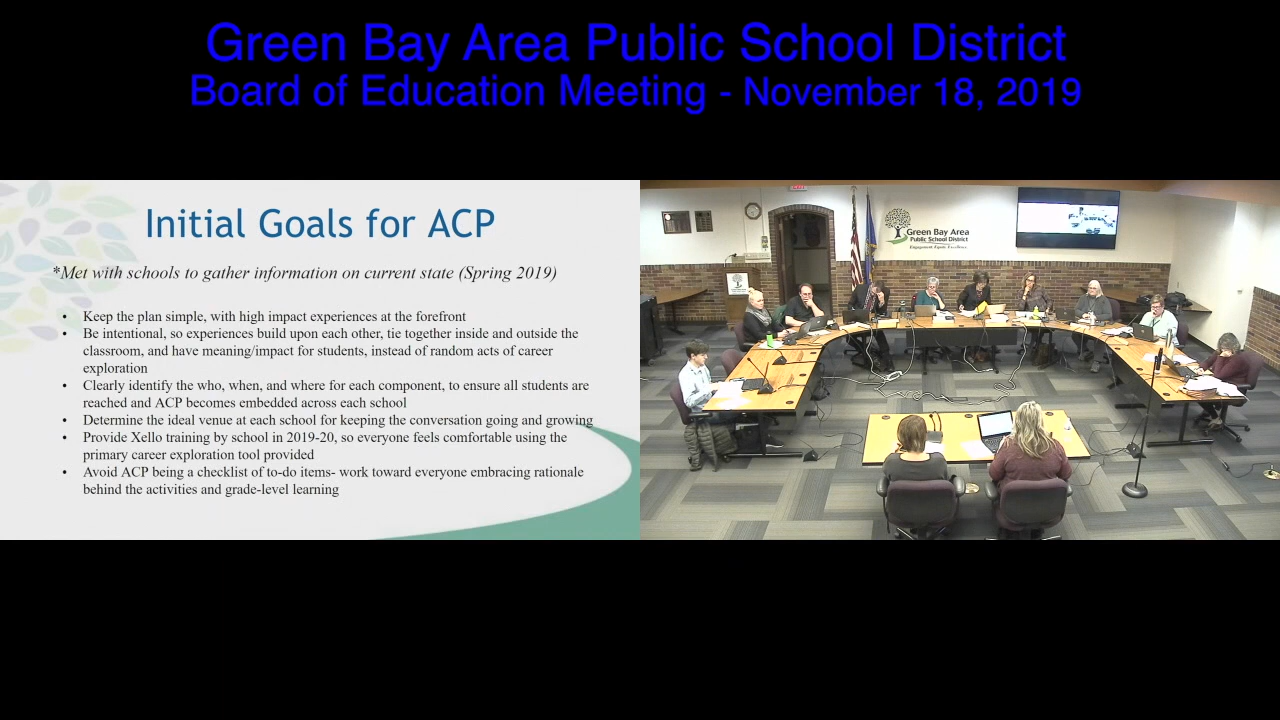 Green Bay Area Public School District
Board of Education Meeting - November 18, 2019
Initial Goals for ACP
*Met with schools to gather information on current state (Spring 2019)
• Keep the plan simple, with high impact experiences at the forefront
• Be intentional, so experiences build upon each other, tie together inside and outside the
classroom, and have meaning/impact for students, instead of random acts of career
exploration
• Clearly identify the who, when, and where for each component, to ensure all students are
reached and ACP becomes embedded across each school
• Determine the ideal venue at each school for keeping the conversation going and growing
• Provide Xello training by school in 2019-20, so everyone feels comfortable using the
primary career exploration tool provided
• Avoid ACP being a checklist of to-do items- work toward everyone embracing rationale
behind the activities and grade-level learning
Green Bay Area
Public School District